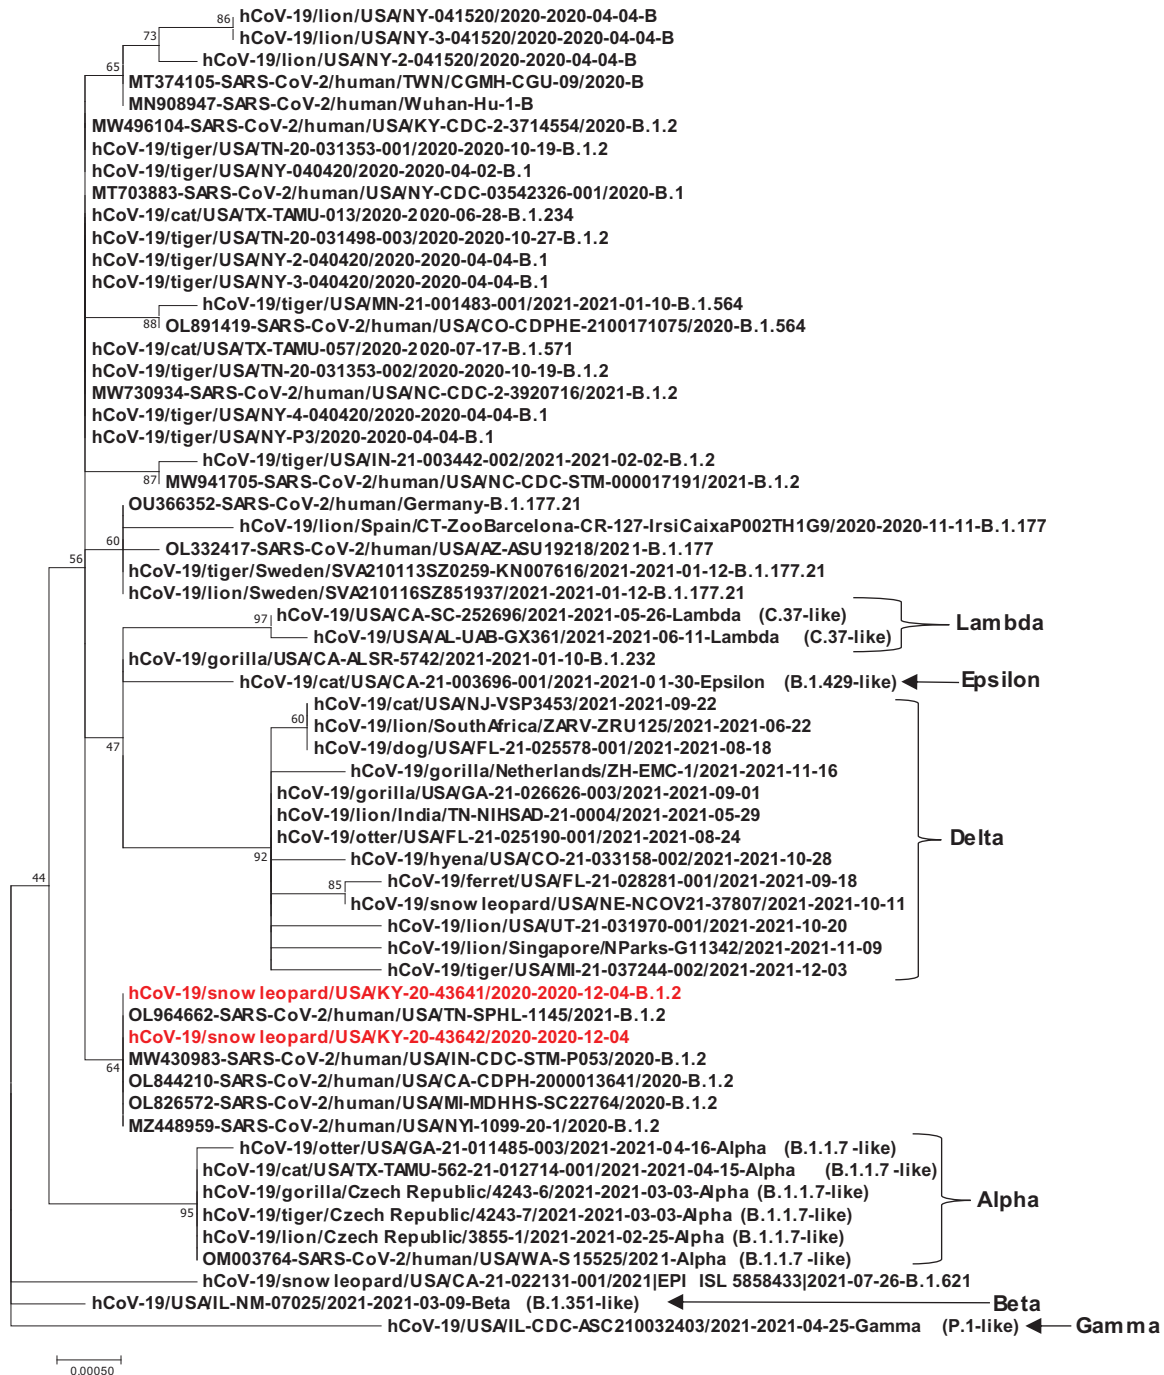 86 hCoV-19/lion/USA/NY-041520/2020-2020-04-04-B
hCoV-19/lion/USA/NY-3-041520/2020-2020-04-04-B
73
hCoV-19/lion/USA/NY-2-041520/2020-2020-04-04-B
65
MT374105-SARS-CoV-2/human/TWN/CGMH-CGU-09/2020-B
MN908947-SARS-CoV-2/human/Wuhan-Hu-1-B
MW496104-SARS-CoV-2/human/USA/KY-CDC-2-3714554/2020-B.1.2
hCoV-19/tiger/USA/TN-20-031353-001/2020-2020-10-19-B.1.2
hCoV-19/tiger/USA/NY-040420/2020-2020-04-02-B.1
MT703883-SARS-CoV-2/human/USA/NY-CDC-03542326-001/2020-B.1
hCoV-19/cat/USA/TX-TAMU-013/2020-2020-06-28-B.1.234
hCoV-19/tiger/USA/TN-20-031498-003/2020-2020-10-27-B.1.2
hCoV-19/tiger/USA/NY-2-040420/2020-2020-04-04-B.1
hCoV-19/tiger/USA/NY-3-040420/2020-2020-04-04-B.1
hCoV-19/tiger/USA/MN-21-001483-001/2021-2021-01-10-B.1.564
88 OL891419-SARS-CoV-2/human/USA/CO-CDPHE-2100171075/2020-B.1.564
hCoV-19/cat/USA/TX-TAMU-057/2020-2020-07-17-B.1.571
hCoV-19/tiger/USA/TN-20-031353-002/2020-2020-10-19-B.1.2
MW730934-SARS-CoV-2/human/USA/NC-CDC-2-3920716/2021-B.1.2
hCoV-19/tiger/USA/NY-4-040420/2020-2020-04-04-B.1
hCoV-19/tiger/USA/NY-P3/2020-2020-04-04-B.1
hCoV-19/tiger/USA/IN-21-003442-002/2021-2021-02-02-B.1.2
87 MW941705-SARS-CoV-2/human/USA/NC-CDC-STM-000017191/2021-B.1.2
OU366352-SARS-CoV-2/human/Germany-B.1.177.21
hCoV-19/lion/Spain/CT-ZooBarcelona-CR-127-IrsiCaixaP002TH1G9/2020-2020-11-11-B.1.177
60 OL332417-SARS-CoV-2/human/USA/AZ-ASU19218/2021-B.1.177
56
hCoV-19/tiger/Sweden/SVA210113SZ0259-KN007616/2021-2021-01-12-B.1.177.21
hCoV-19/lion/Sweden/SVA210116SZ851937/2021-2021-01-12-B.1.177.21
97 hCoV-19/USA/CA-SC-252696/2021-2021-05-26-Lambda (C.37-like)
Lambda
hCoV-19/USA/AL-UAB-GX361/2021-2021-06-11-Lambda (C.37-like)
hCoV-19/gorilla/USA/CA-ALSR-5742/2021-2021-01-10-B.1.232
hCoV-19/cat/USA/CA-21-003696-001/2021-2021-01-30-Epsilon (B.1.429-like) Epsilon
hCoV-19/cat/USA/NJ-VSP3453/2021-2021-09-22
60 hCoV-19/lion/SouthAfrica/ZARV-ZRU125/2021-2021-06-22
hCoV-19/dog/USA/FL-21-025578-001/2021-2021-08-18
47
hCoV-19/gorilla/Netherlands/ZH-EMC-1/2021-2021-11-16
hCoV-19/gorilla/USA/GA-21-026626-003/2021-2021-09-01
hCoV-19/lion/India/TN-NIHSAD-21-0004/2021-2021-05-29
hCoV-19/otter/USA/FL-21-025190-001/2021-2021-08-24 Delta
92 hCoV-19/hyena/USA/CO-21-033158-002/2021-2021-10-28
44
85 hCoV-19/ferret/USA/FL-21-028281-001/2021-2021-09-18
hCoV-19/snow leopard/USA/NE-NCOV21-37807/2021-2021-10-11
hCoV-19/lion/USA/UT-21-031970-001/2021-2021-10-20
hCoV-19/lion/Singapore/NParks-G11342/2021-2021-11-09
hCoV-19/tiger/USA/MI-21-037244-002/2021-2021-12-03
hCoV-19/snow leopard/USA/KY-20-43641/2020-2020-12-04-B.1.2
OL964662-SARS-CoV-2/human/USA/TN-SPHL-1145/2021-B.1.2
hCoV-19/snow leopard/USA/KY-20-43642/2020-2020-12-04
MW430983-SARS-CoV-2/human/USA/IN-CDC-STM-P053/2020-B.1.2
64
OL844210-SARS-CoV-2/human/USA/CA-CDPH-2000013641/2020-B.1.2
OL826572-SARS-CoV-2/human/USA/MI-MDHHS-SC22764/2020-B.1.2
MZ448959-SARS-CoV-2/human/USA/NYI-1099-20-1/2020-B.1.2
hCoV-19/otter/USA/GA-21-011485-003/2021-2021-04-16-Alpha (B.1.1.7 -like)
hCoV-19/cat/USA/TX-TAMU-562-21-012714-001/2021-2021-04-15-Alpha (B.1.1.7 -like)
hCoV-19/gorilla/Czech Republic/4243-6/2021-2021-03-03-Alpha (B.1.1.7-like)
Alpha
95 hCoV-19/tiger/Czech Republic/4243-7/2021-2021-03-03-Alpha (B.1.1.7-like)
hCoV-19/lion/Czech Republic/3855-1/2021-2021-02-25-Alpha (B.1.1.7-like)
OM003764-SARS-CoV-2/human/USA/WA-S15525/2021-Alpha (B.1.1.7 -like)
hCoV-19/snow leopard/USA/CA-21-022131-001/2021|EPI ISL 5858433|2021-07-26-B.1.621
hCoV-19/USA/IL-NM-07025/2021-2021-03-09-Beta (B.1.351-like) Beta
hCoV-19/USA/IL-CDC-ASC210032403/2021-2021-04-25-Gamma (P.1-like) Gamma
0.00050